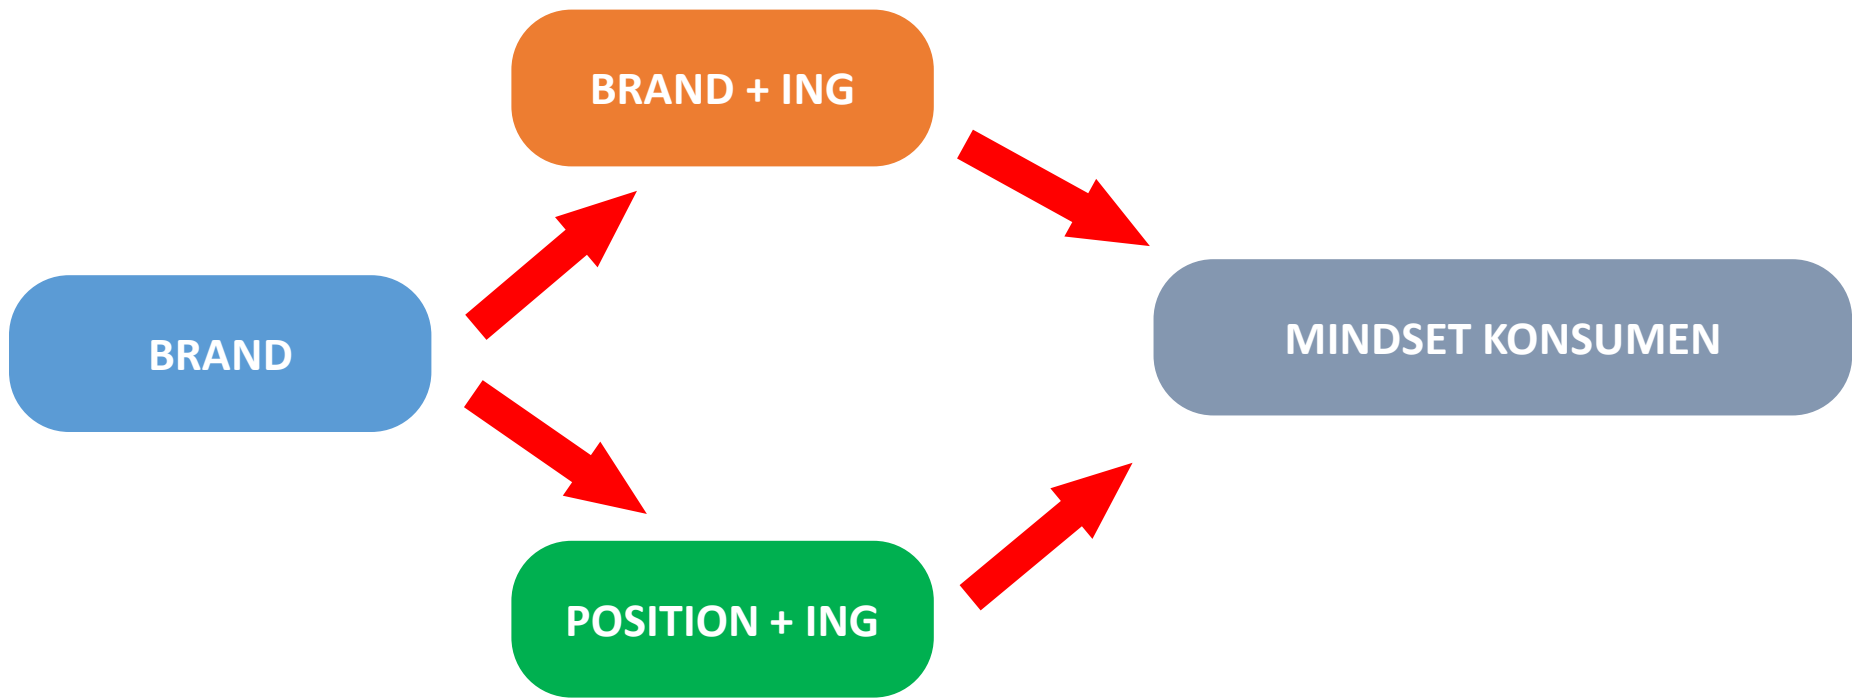 BRAND + ING
BRAND
MINDSET KONSUMEN
POSITION + ING